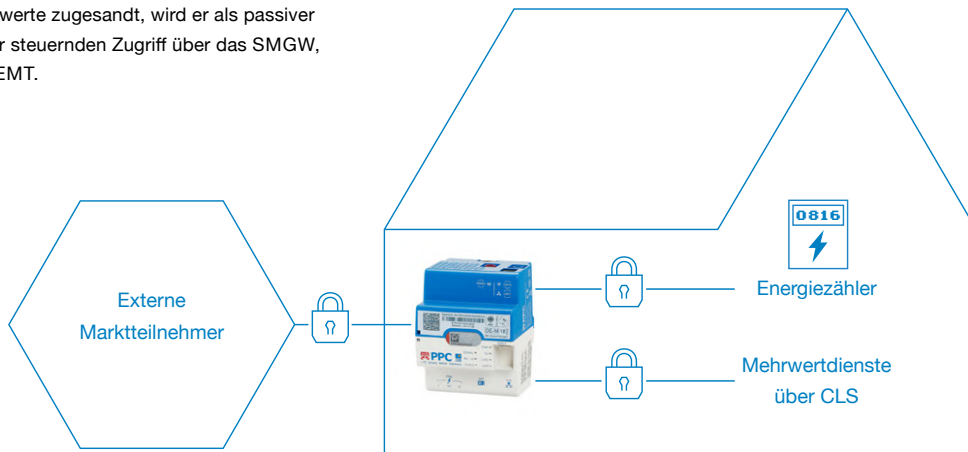 werte zugesandt, wird er als passiver
r steuernden Zugriff über das SMGW,
EMT.
0816
Externe
Marktteilnehmer
Energiezähler
PPC
Mehrwertdienste
über CLS